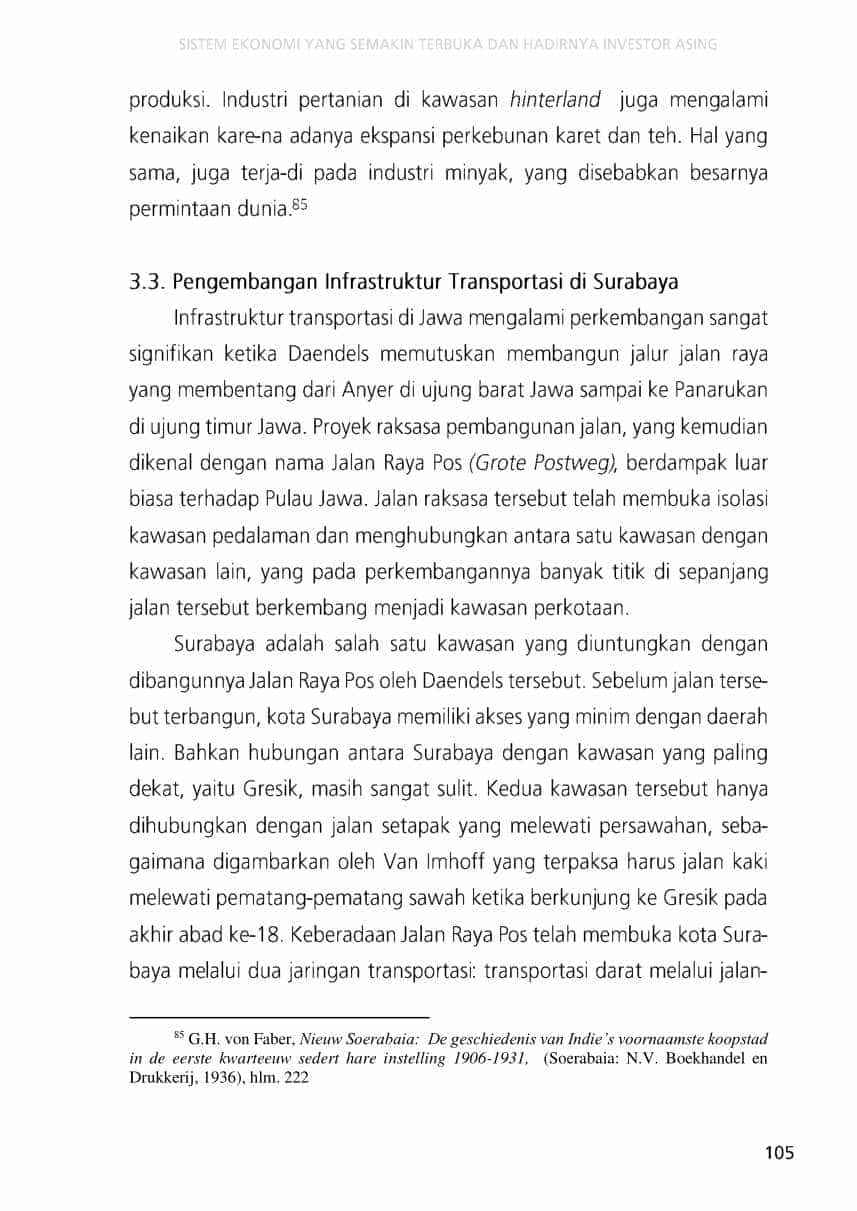 SISTEM EKONOMI YANG SEMAKIN TERBUKA DAN HADIRNYA INVESTOR ASING
produksi. Industri pertanian di kawasan hinterland juga mengalami
kenaikan kare-na adanya ekspansi perkebunan karet dan teh. Hal yang
sama, juga terja-di pada industri minyak, yang disebabkan besarnya
permintaan dunia.85
3.3. Pengembangan Infrastruktur Transportasi di Surabaya
Infrastruktur transportasi di Jawa mengalami perkembangan sangat
signifikan ketika Daendels memutuskan membangun jalur jalan raya
yang membentang dari Anyer di ujung barat Jawa sampai ke Panarukan
di ujung timur Jawa. Proyek raksasa pembangunan jalan, yang kemudian
dikenal dengan nama Jalan Raya Pos (Grote Postweg), berdampak luar
biasa terhadap Pulau Jawa. Jalan raksasa tersebut telah membuka isolasi
kawasan pedalaman dan menghubungkan antara satu kawasan dengan
kawasan lain, yang pada perkembangannya banyak titik di sepanjang
jalan tersebut berkembang menjadi kawasan perkotaan.
Surabaya adalah salah satu kawasan yang diuntungkan dengan
dibangunnya Jalan Raya Pos oleh Daendels tersebut. Sebelum jalan terse-
but terbangun, kota Surabaya memiliki akses yang minim dengan daerah
lain. Bahkan hubungan antara Surabaya dengan kawasan yang paling
dekat, yaitu Gresik, masih sangat sulit. Kedua kawasan tersebut hanya
dihubungkan dengan jalan setapak yang melewati persawahan, seba-
gaimana digambarkan oleh Van Imhoff yang terpaksa harus jalan kaki
melewati pematang-pematang sawah ketika berkunjung ke Gresik pada
akhir abad ke-18. Keberadaan Jalan Raya Pos telah membuka kota Sura-
baya melalui dua jaringan transportasi: transportasi darat melalui jalan-
85 G.H. von Faber, Nieuw Soerabaia: De geschiedenis van Indie's voornaamste koopstad
in de eerste kwarteeuw sedert hare instelling 1906-1931, (Soerabaia: N.V. Boekhandel en
Drukkerij, 1936), hlm. 222
105